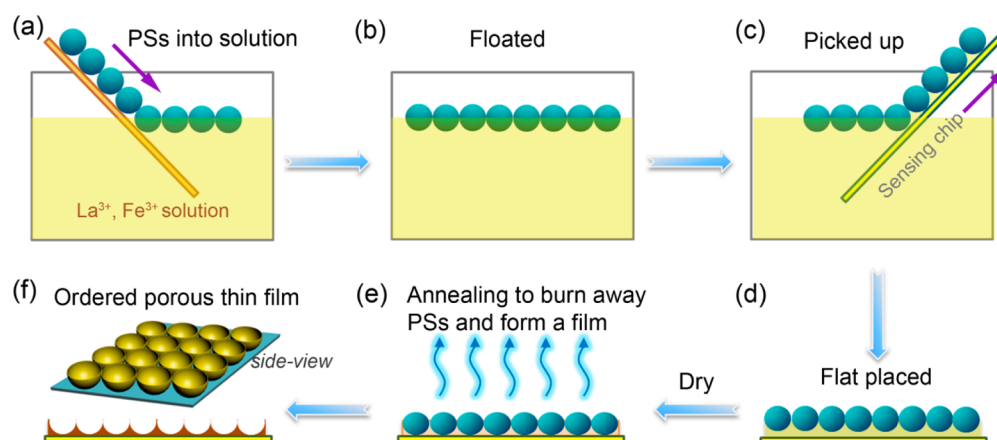 (a)
PSs into solution
La³⁺, Fe³⁺ solution
(b)
Floated
(c)
Picked up
Sensing chip
(d)
Flat placed
Dry
(e)
Annealing to burn away
PSs and form a film
(f)
Ordered porous thin film
side-view